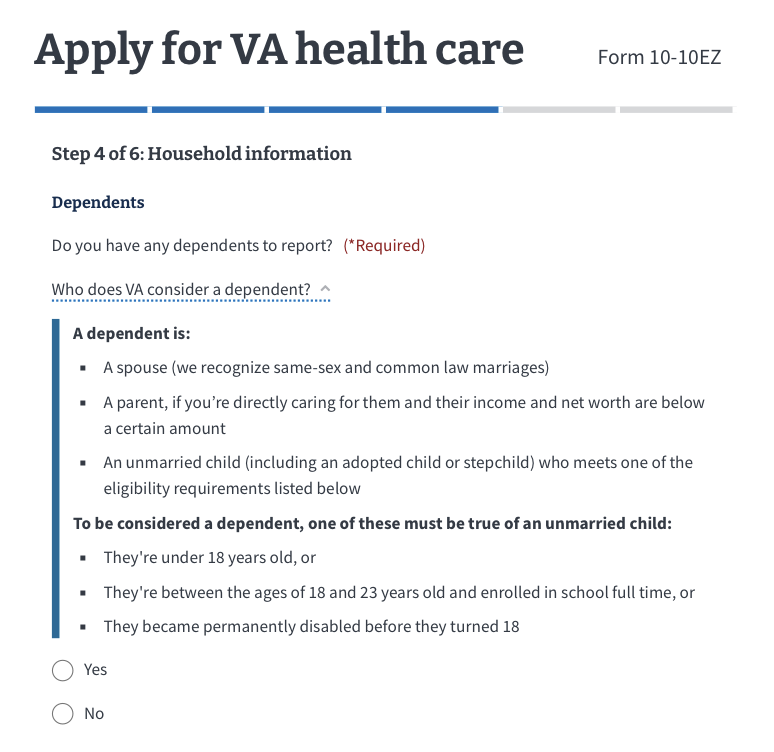 Apply for VA health care
Form 10-10EZ
Step 4 of 6: Household information
Dependents
Do you have any dependents to report? (*Required)
Who does VA consider a dependent?
A dependent is:
A spouse (we recognize same-sex and common law marriages)
A parent, if you’re directly caring for them and their income and net worth are below
a certain amount
An unmarried child (including an adopted child or stepchild) who meets one of the
eligibility requirements listed below
To be considered a dependent, one of these must be true of an unmarried child:
They're under 18 years old, or
They're between the ages of 18 and 23 years old and enrolled in school full time, or
They became permanently disabled before they turned 18
Yes
No